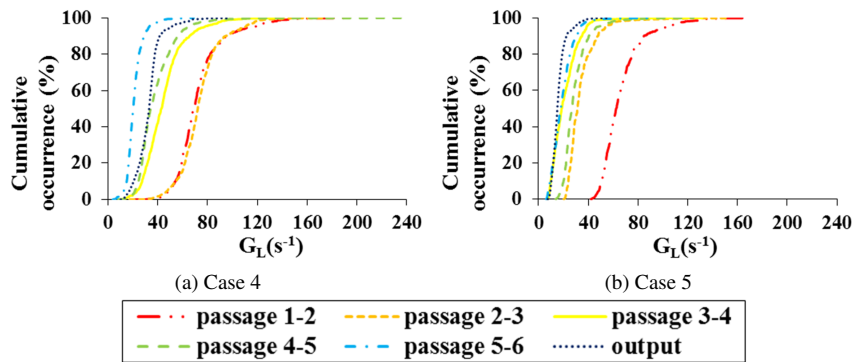 100
80
60
40
20
0
Cumulative
occurrence (%)
0 40 80 120 160 200 240
G_L(s^-1)
(a) Case 4
100
80
60
40
20
0
Cumulative
occurrence (%)
0 40 80 120 160 200 240
G_L(s^-1)
(b) Case 5
passage 1-2 passage 2-3 passage 3-4
passage 4-5 passage 5-6 output